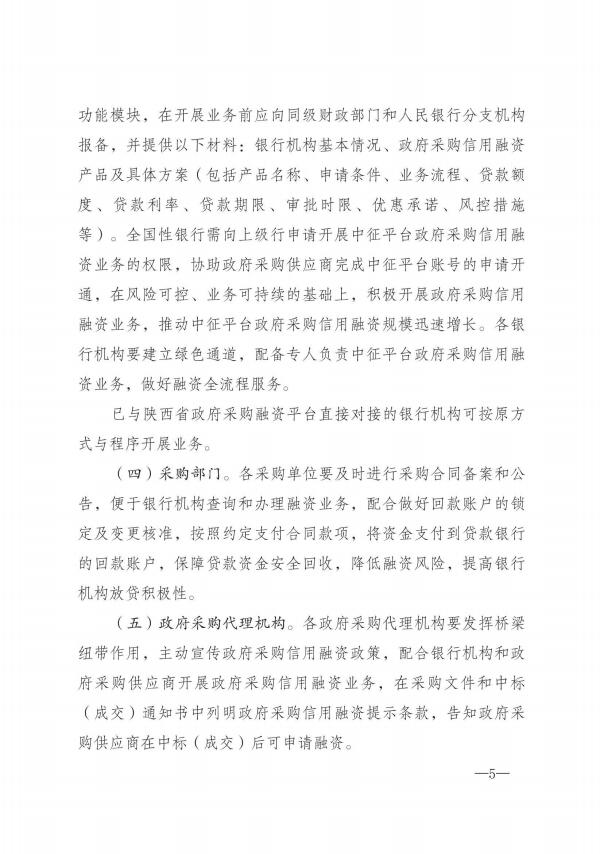 功能模块，在开展业务前应向同级财政部门和人民银行分支机构
报备，并提供以下材料：银行机构基本情况、政府采购信用融资
产品及具体方案（包括产品名称、申请条件、业务流程、贷款额
度、贷款利率、贷款期限、审批时限、优惠承诺、风控措施
等）。全国性银行需向上级行申请开展中征平台政府采购信用融
资业务的权限，协助政府采购供应商完成中征平台账号的申请开
通，在风险可控、业务可持续的基础上，积极开展政府采购信用
融资业务，推动中征平台政府采购信用融资规模迅速增长。各银
行机构要建立绿色通道，配备专人负责中征平台政府采购信用融
资业务，做好融资全流程服务。
已与陕西省政府采购融资平台直接对接的银行机构可按原
方式与程序开展业务。
（四）采购部门。各采购单位要及时进行采购合同备案和公
告，便于银行机构查询和办理融资业务，配合做好回款账户的锁
定及变更核准，按照约定支付合同款项，将资金支付到贷款银行
的回款账户，保障贷款资金安全回收，降低融资风险，提高银行
机构放贷积极性。
（五）政府采购代理机构。各政府采购代理机构要发挥桥梁
纽带作用，主动宣传政府采购信用融资政策，配合银行机构和政
府采购供应商开展政府采购信用融资业务，在采购文件和中标
（成交）通知书中列明政府采购信用融资提示条款，告知政府采
购供应商在中标（成交）后可申请融资。
—5—